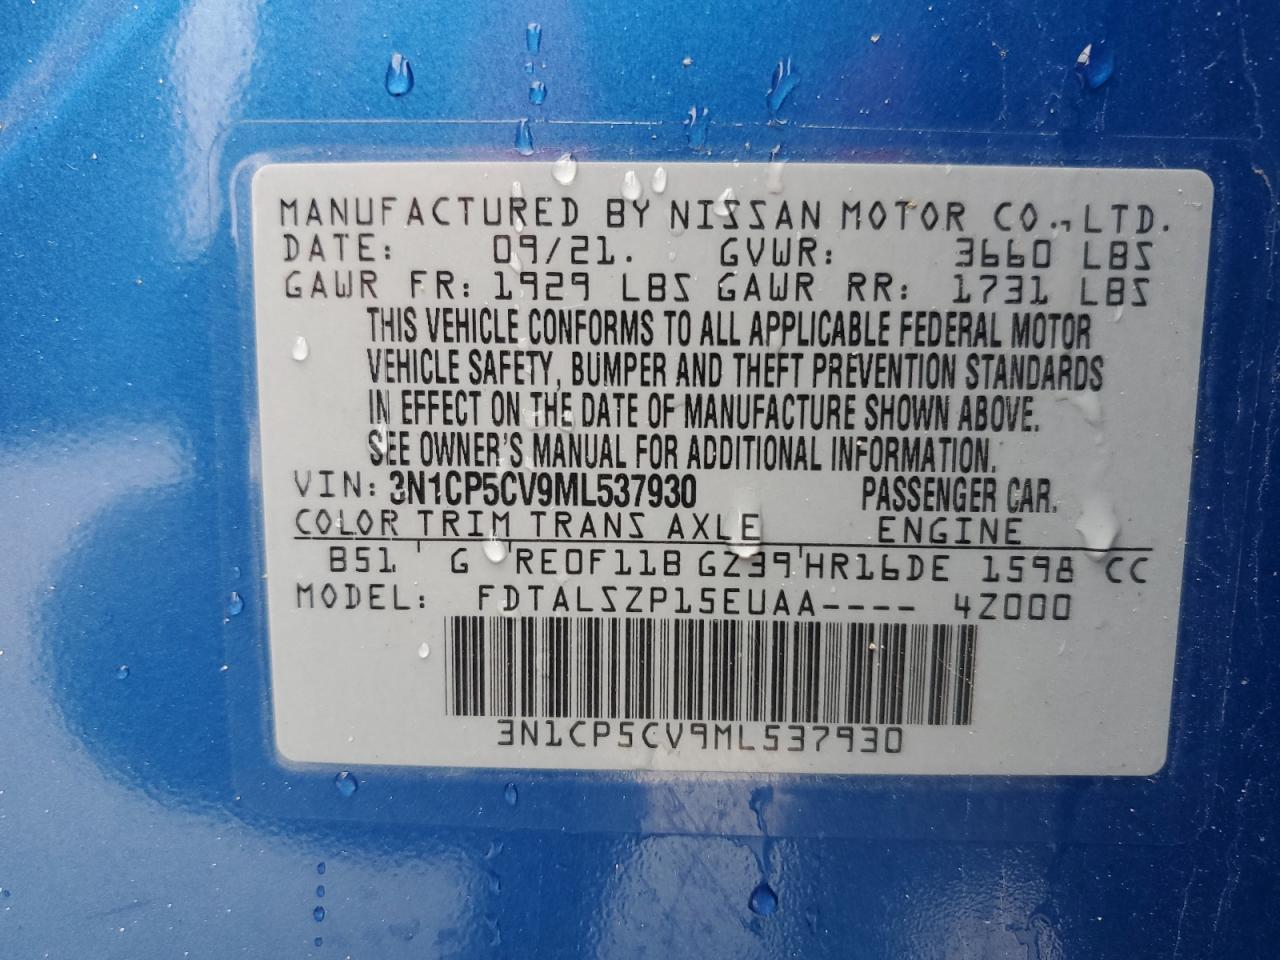 MANUFACTURED BY NISSAN MOTOR CO.,LTD.
DATE: 09/21. GVWR: 3660 LBS
GAWR FR: 1929 LBS GAWR RR: 1731 LBS
THIS VEHICLE CONFORMS TO ALL APPLICABLE FEDERAL MOTOR
VEHICLE SAFETY, BUMPER AND THEFT PREVENTION STANDARDS
IN EFFECT ON THE DATE OF MANUFACTURE SHOWN ABOVE.
SEE OWNER'S MANUAL FOR ADDITIONAL INFORMATION.
VIN: 3N1CP5CV9ML537930 PASSENGER CAR.
COLOR TRIM TRANS AXLE ENGINE
B51 G RE0F11B GZ39 HR16DE 1598 CC
MODEL: FDTALSZP15EUAA---- 4Z000
3N1CP5CV9ML537930